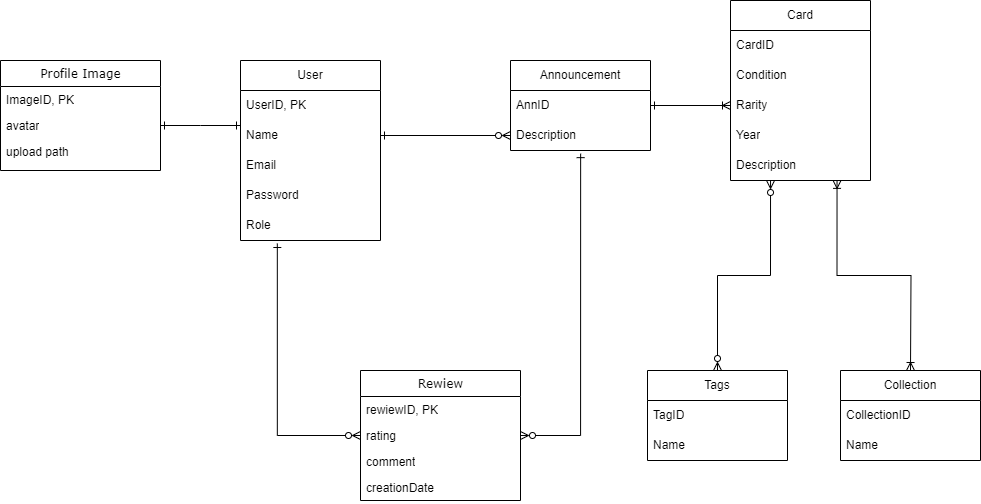 Profile Image
ImageID, PK
avatar
upload path
User
UserID, PK
Name
Email
Password
Role
Announcement
AnnID
Description
Card
CardID
Condition
Rarity
Year
Description
Rewiew
rewiewID, PK
rating
comment
creationDate
Tags
TagID
Name
Collection
CollectionID
Name